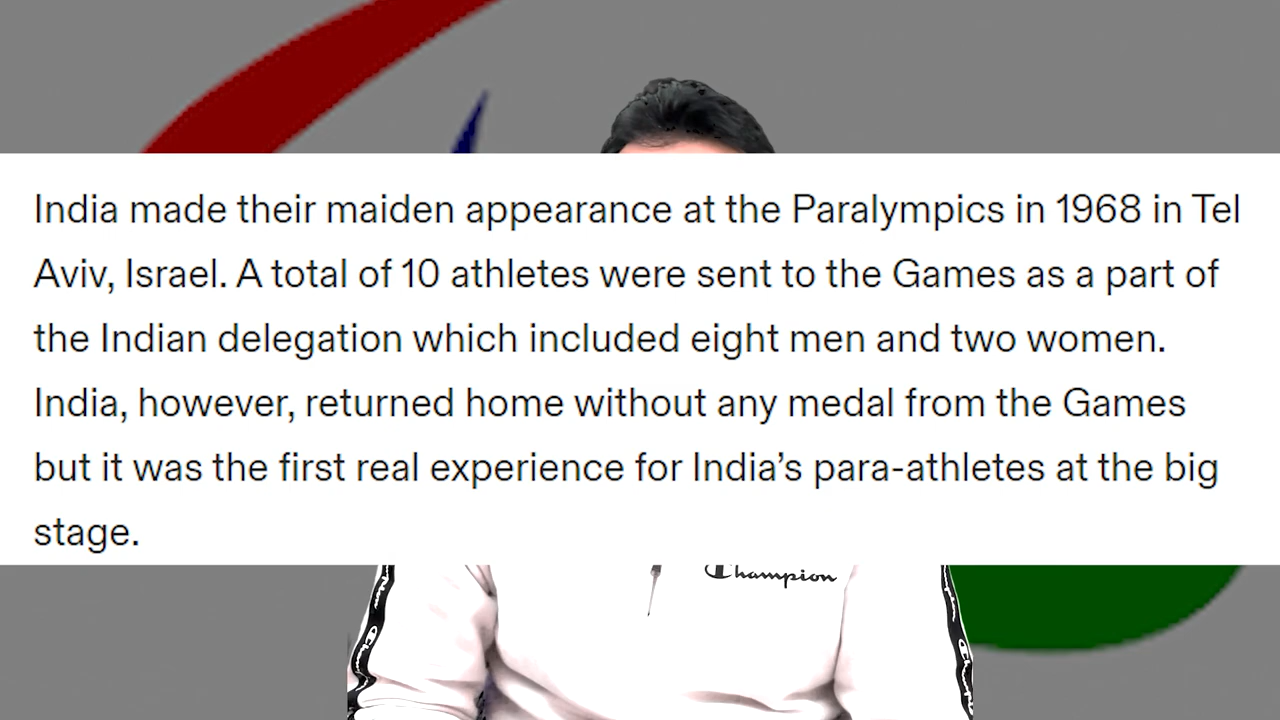 India made their maiden appearance at the Paralympics in 1968 in Tel
Aviv, Israel. A total of 10 athletes were sent to the Games as a part of
the Indian delegation which included eight men and two women.
India, however, returned home without any medal from the Games
but it was the first real experience for India’s para-athletes at the big
stage.
Champion